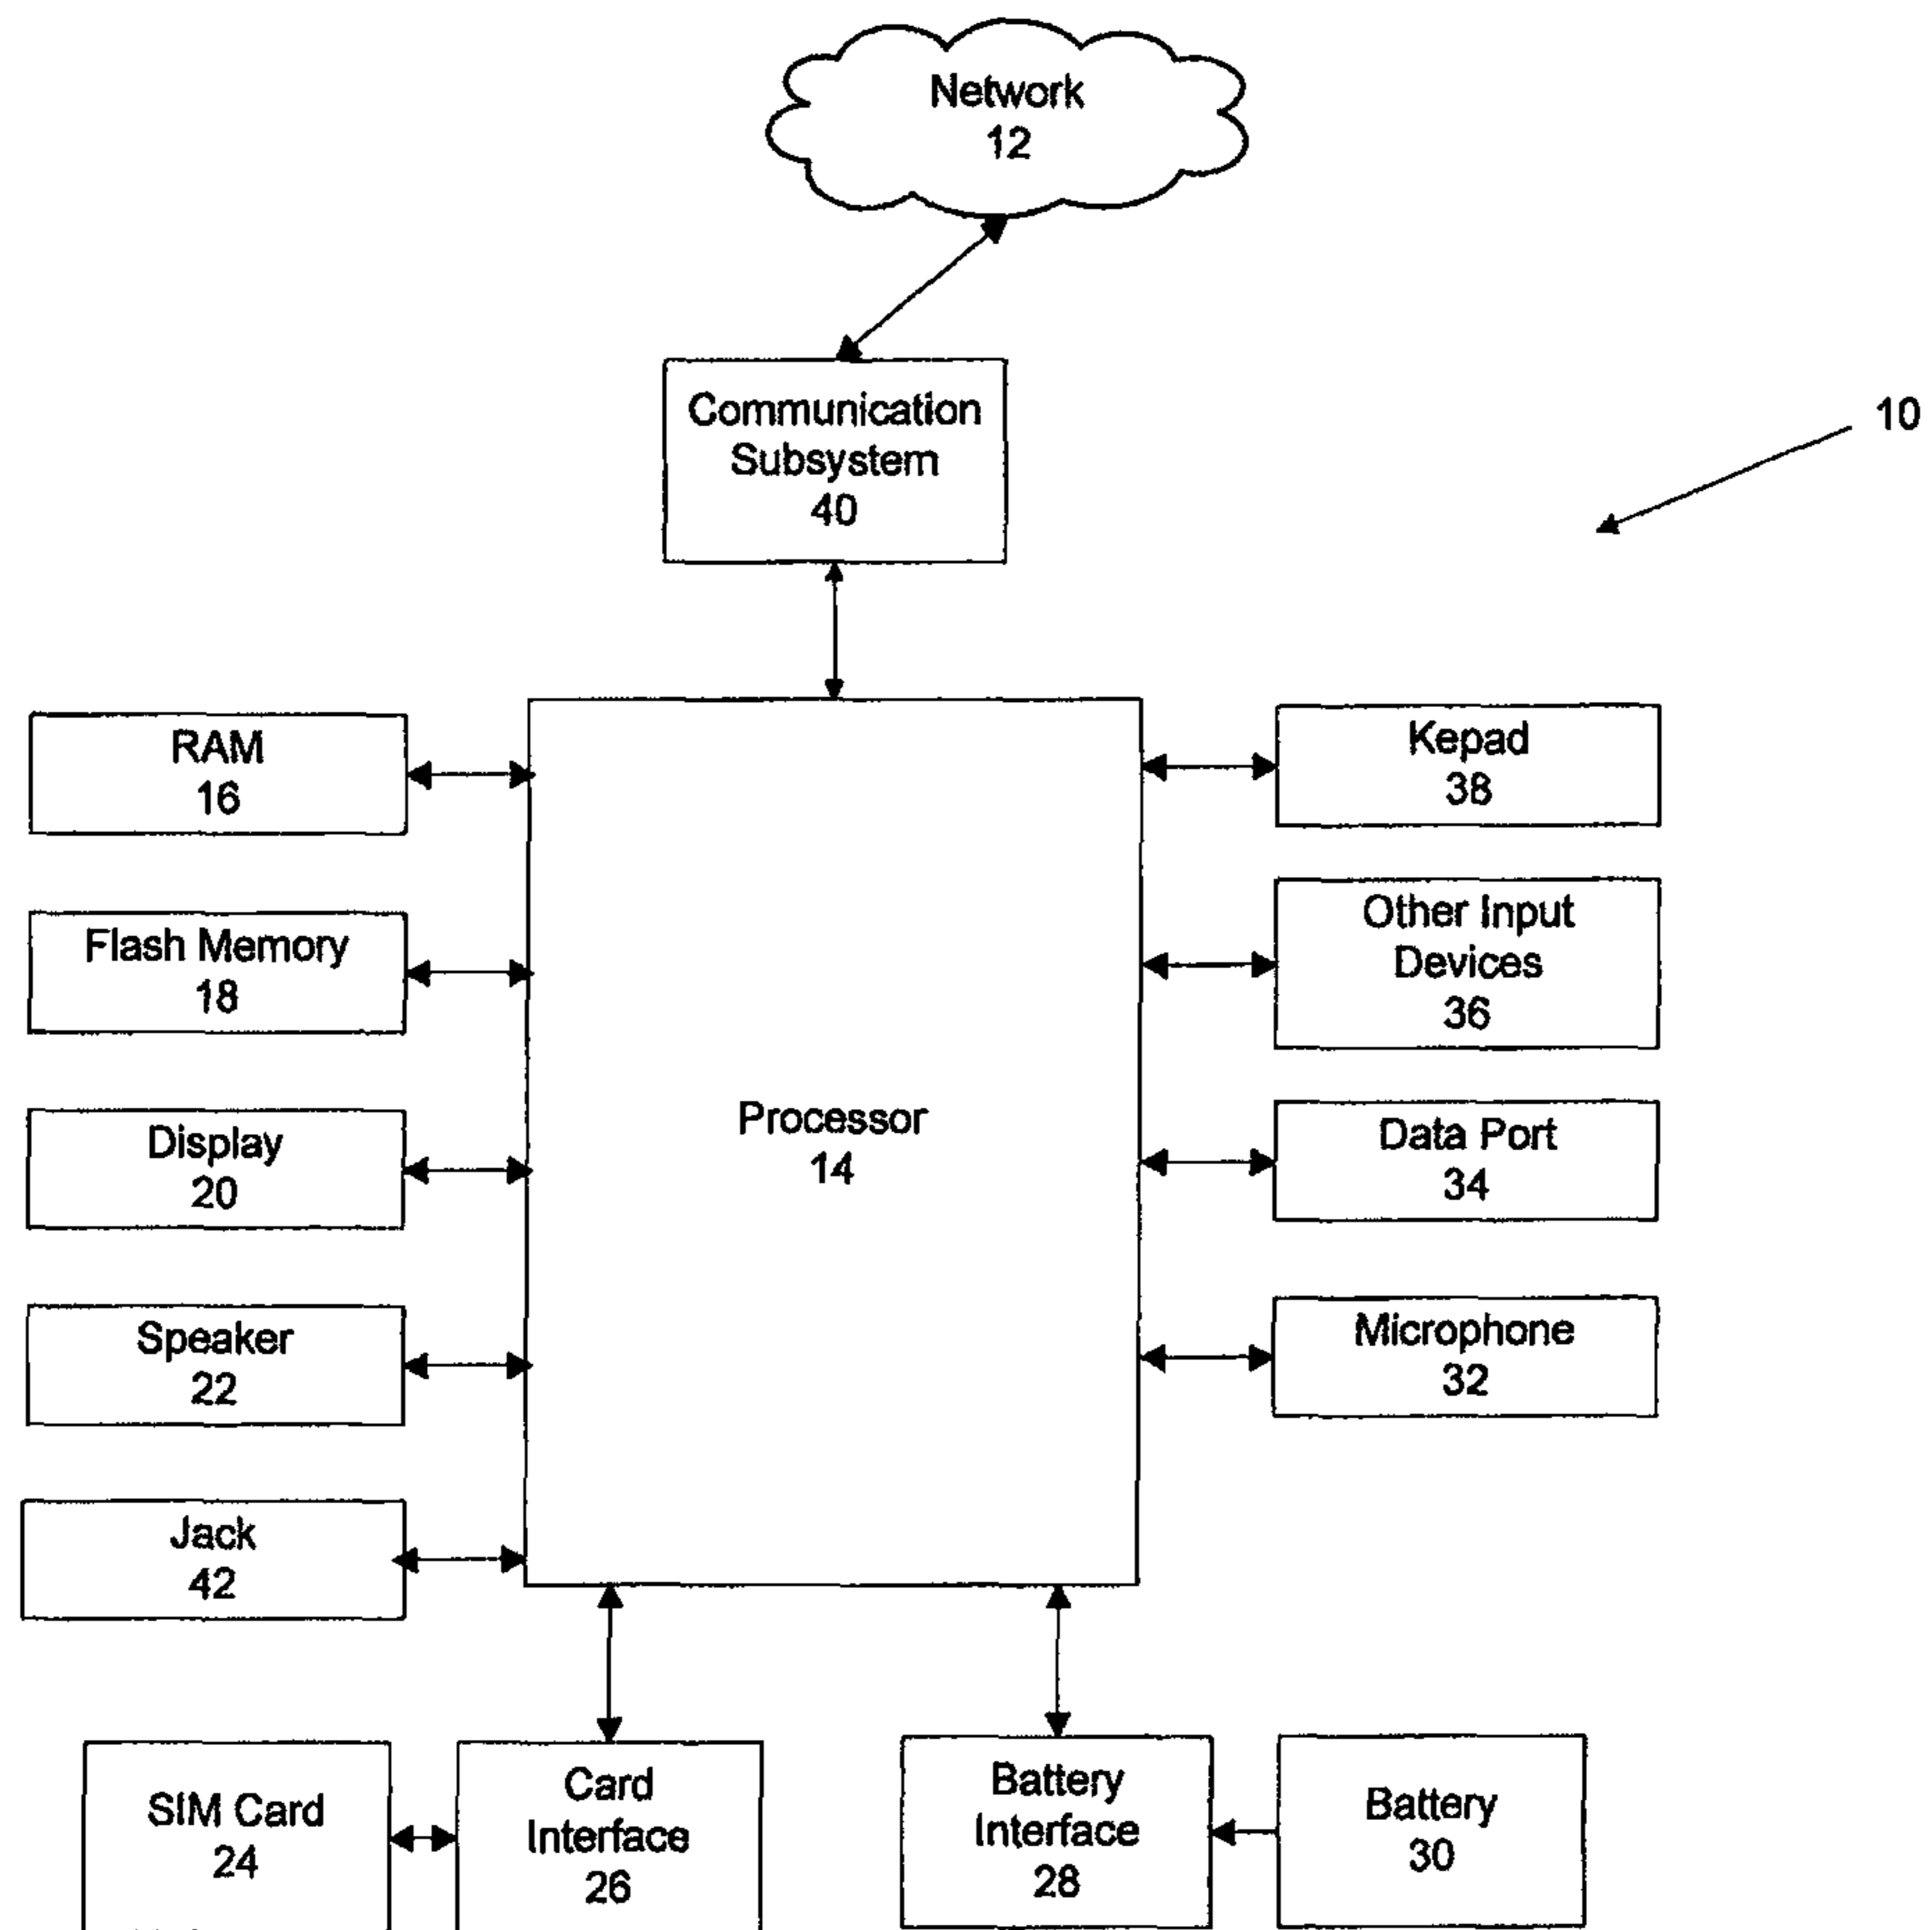 Network
12
Communication
Subsystem
40
10
RAM
16
Flash Memory
18
Display
20
Speaker
22
Jack
42
Processor
14
Kepad
38
Other Input
Devices
36
Data Port
34
Microphone
32
SIM Card
24
Card
Interface
26
Battery
Interface
28
Battery
30